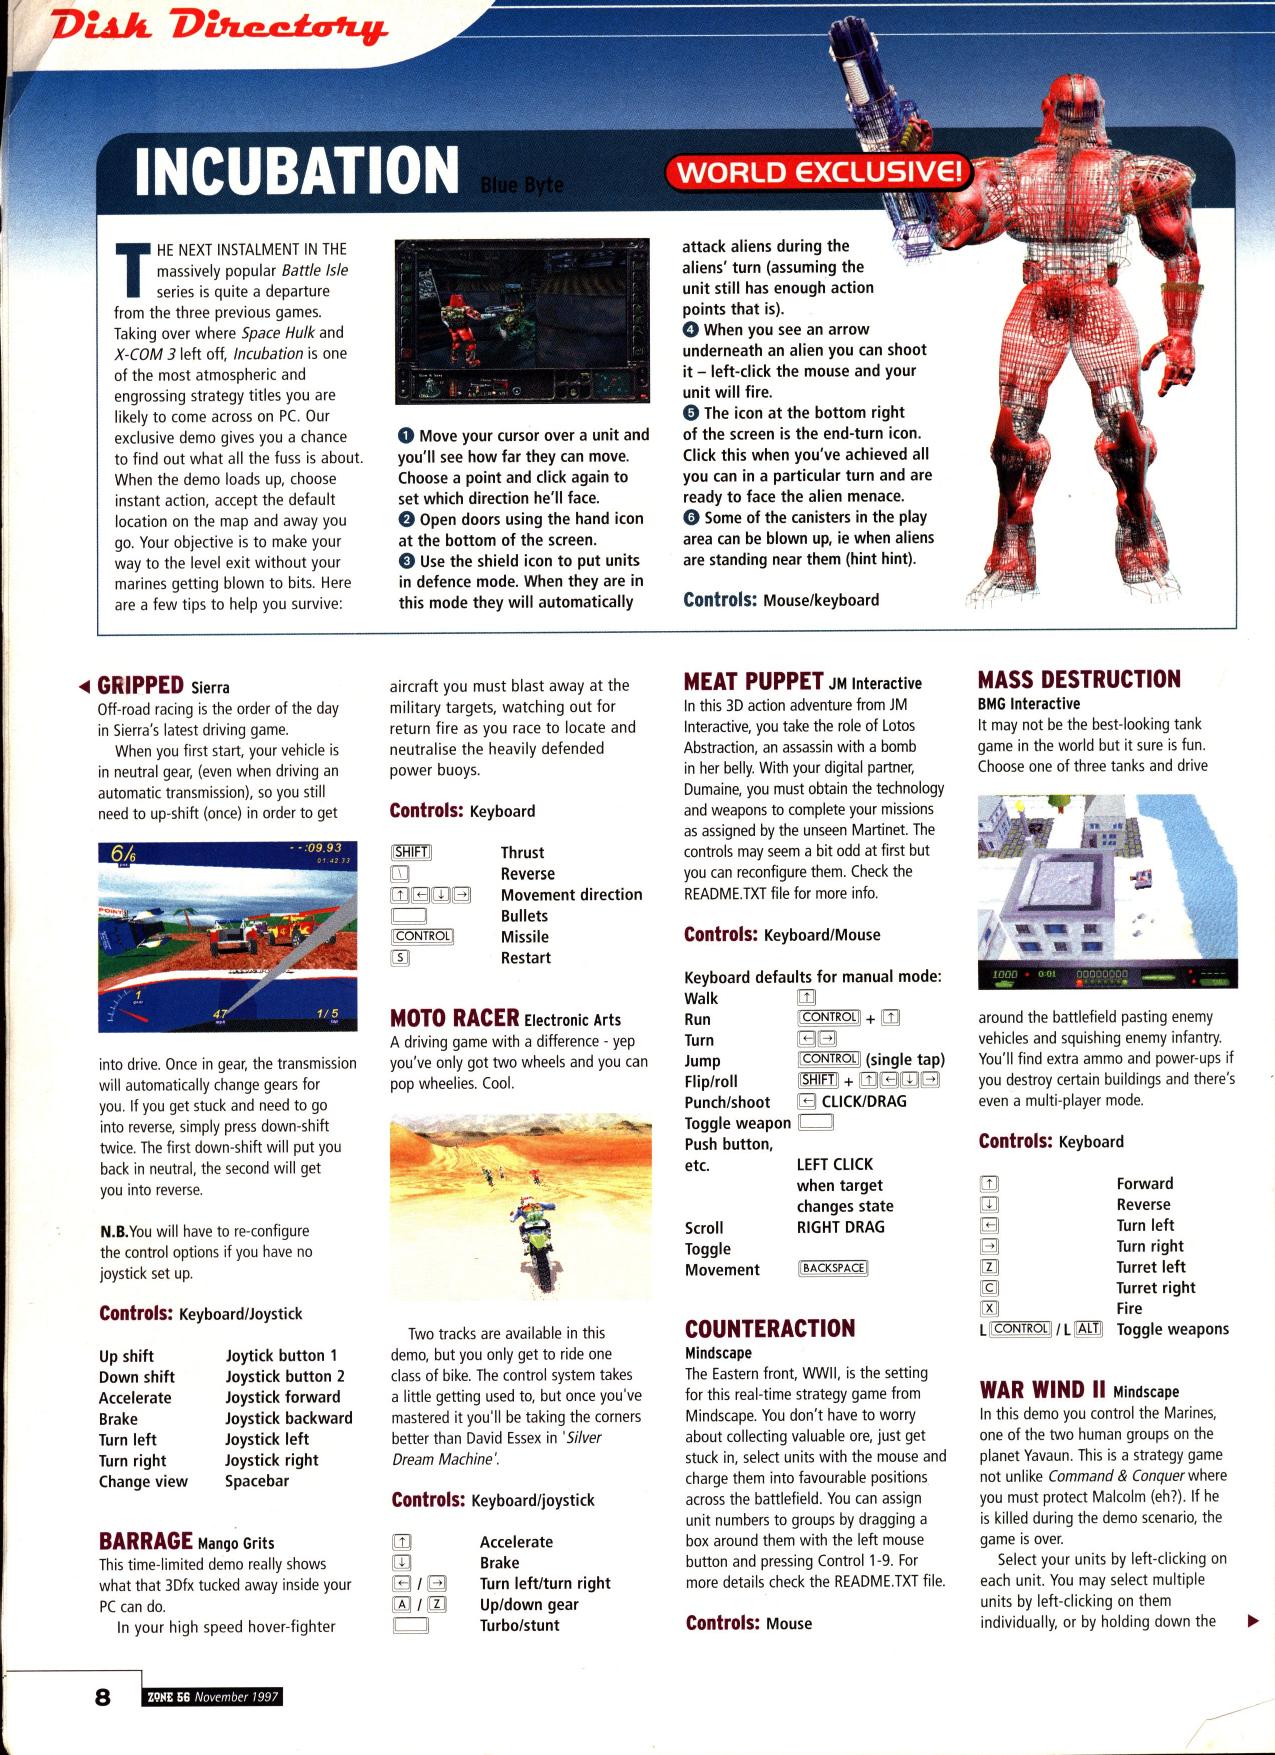 Disk Directory
INCUBATION Blue Byte
WORLD EXCLUSIVE!
THE NEXT INSTALMENT IN THE
massively popular Battle Isle
series is quite a departure
from the three previous games.
Taking over where Space Hulk and
X-COM 3 left off, Incubation is one
of the most atmospheric and
engrossing strategy titles you are
likely to come across on PC. Our
exclusive demo gives you a chance
to find out what all the fuss is about.
When the demo loads up, choose
instant action, accept the default
location on the map and away you
go. Your objective is to make your
way to the level exit without your
marines getting blown to bits. Here
are a few tips to help you survive:
1 Move your cursor over a unit and
you'll see how far they can move.
Choose a point and click again to
set which direction he'll face.
2 Open doors using the hand icon
at the bottom of the screen.
3 Use the shield icon to put units
in defence mode. When they are in
this mode they will automatically
attack aliens during the
aliens' turn (assuming the
unit still has enough action
points that is).
4 When you see an arrow
underneath an alien you can shoot
it – left-click the mouse and your
unit will fire.
5 The icon at the bottom right
of the screen is the end-turn icon.
Click this when you've achieved all
you can in a particular turn and are
ready to face the alien menace.
6 Some of the canisters in the play
area can be blown up, ie when aliens
are standing near them (hint hint).
Controls: Mouse/keyboard
GRIPPED Sierra
Off-road racing is the order of the day
in Sierra's latest driving game.
When you first start, your vehicle is
in neutral gear, (even when driving an
automatic transmission), so you still
need to up-shift (once) in order to get
6/6
--:09.93
01:42.33
POINT
1
gear
47
mph
1/5
lap
into drive. Once in gear, the transmission
will automatically change gears for
you. If you get stuck and need to go
into reverse, simply press down-shift
twice. The first down-shift will put you
back in neutral, the second will get
you into reverse.
N.B.You will have to re-configure
the control options if you have no
joystick set up.
Controls: Keyboard/Joystick
Up shift Joytick button 1
Down shift Joystick button 2
Accelerate Joystick forward
Brake Joystick backward
Turn left Joystick left
Turn right Joystick right
Change view Spacebar
BARRAGE Mango Grits
This time-limited demo really shows
what that 3Dfx tucked away inside your
PC can do.
In your high speed hover-fighter
aircraft you must blast away at the
military targets, watching out for
return fire as you race to locate and
neutralise the heavily defended
power buoys.
Controls: Keyboard
SHIFT Thrust
\ Reverse
↑ ← ↓ → Movement direction
Bullets
CONTROL Missile
S Restart
MOTO RACER Electronic Arts
A driving game with a difference - yep
you've only got two wheels and you can
pop wheelies. Cool.
Two tracks are available in this
demo, but you only get to ride one
class of bike. The control system takes
a little getting used to, but once you've
mastered it you'll be taking the corners
better than David Essex in 'Silver
Dream Machine'.
Controls: Keyboard/joystick
↑ Accelerate
↓ Brake
← / → Turn left/turn right
A / Z Up/down gear
Turbo/stunt
MEAT PUPPET JM Interactive
In this 3D action adventure from JM
Interactive, you take the role of Lotos
Abstraction, an assassin with a bomb
in her belly. With your digital partner,
Dumaine, you must obtain the technology
and weapons to complete your missions
as assigned by the unseen Martinet. The
controls may seem a bit odd at first but
you can reconfigure them. Check the
README.TXT file for more info.
Controls: Keyboard/Mouse
Keyboard defaults for manual mode:
Walk ↑
Run CONTROL + ↑
Turn ← →
Jump CONTROL (single tap)
Flip/roll SHIFT + ↑ ← ↓ →
Punch/shoot ← CLICK/DRAG
Toggle weapon
Push button,
etc. LEFT CLICK
when target
changes state
Scroll RIGHT DRAG
Toggle
Movement BACKSPACE
COUNTERACTION
Mindscape
The Eastern front, WWII, is the setting
for this real-time strategy game from
Mindscape. You don't have to worry
about collecting valuable ore, just get
stuck in, select units with the mouse and
charge them into favourable positions
across the battlefield. You can assign
unit numbers to groups by dragging a
box around them with the left mouse
button and pressing Control 1-9. For
more details check the README.TXT file.
Controls: Mouse
MASS DESTRUCTION
BMG Interactive
It may not be the best-looking tank
game in the world but it sure is fun.
Choose one of three tanks and drive
1000 0:01 00000000
around the battlefield pasting enemy
vehicles and squishing enemy infantry.
You'll find extra ammo and power-ups if
you destroy certain buildings and there's
even a multi-player mode.
Controls: Keyboard
↑ Forward
↓ Reverse
← Turn left
→ Turn right
Z Turret left
C Turret right
X Fire
L CONTROL / L ALT Toggle weapons
WAR WIND II Mindscape
In this demo you control the Marines,
one of the two human groups on the
planet Yavaun. This is a strategy game
not unlike Command & Conquer where
you must protect Malcolm (eh?). If he
is killed during the demo scenario, the
game is over.
Select your units by left-clicking on
each unit. You may select multiple
units by left-clicking on them
individually, or by holding down the
8 ZONE 56 November 1997